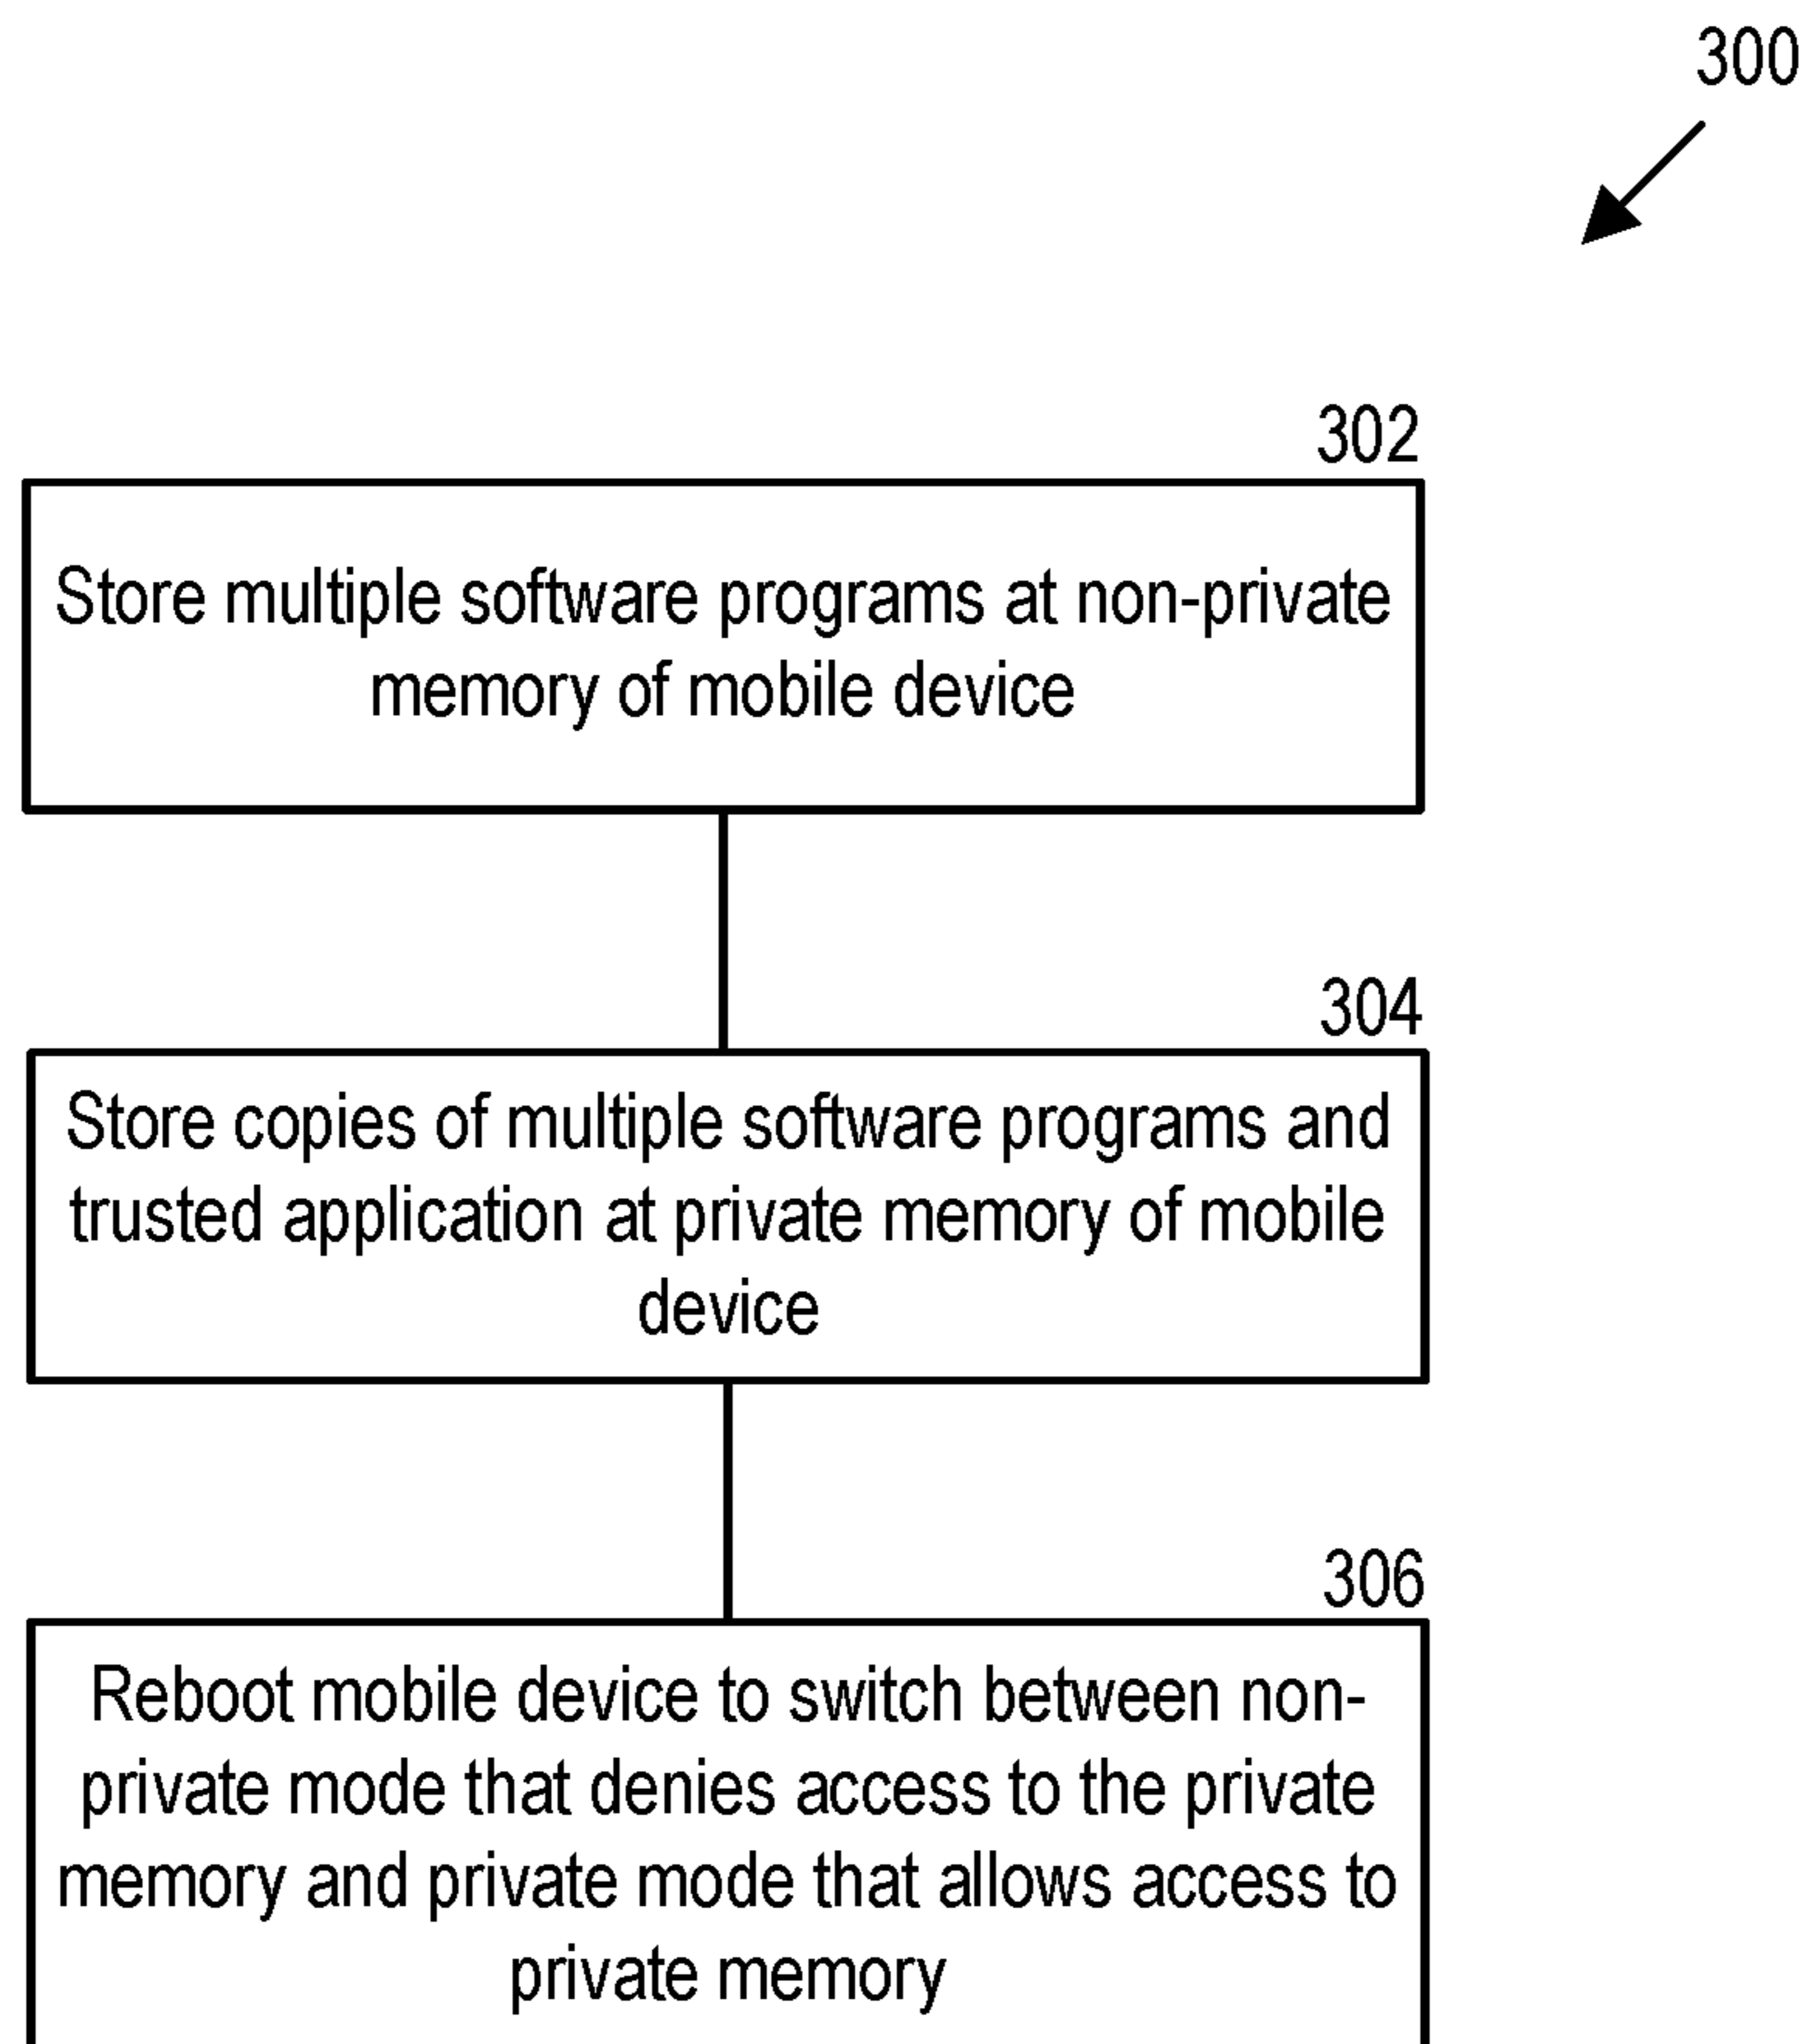 300
302
Store multiple software programs at non-private
memory of mobile device
304
Store copies of multiple software programs and
trusted application at private memory of mobile
device
306
Reboot mobile device to switch between non-
private mode that denies access to the private
memory and private mode that allows access to
private memory